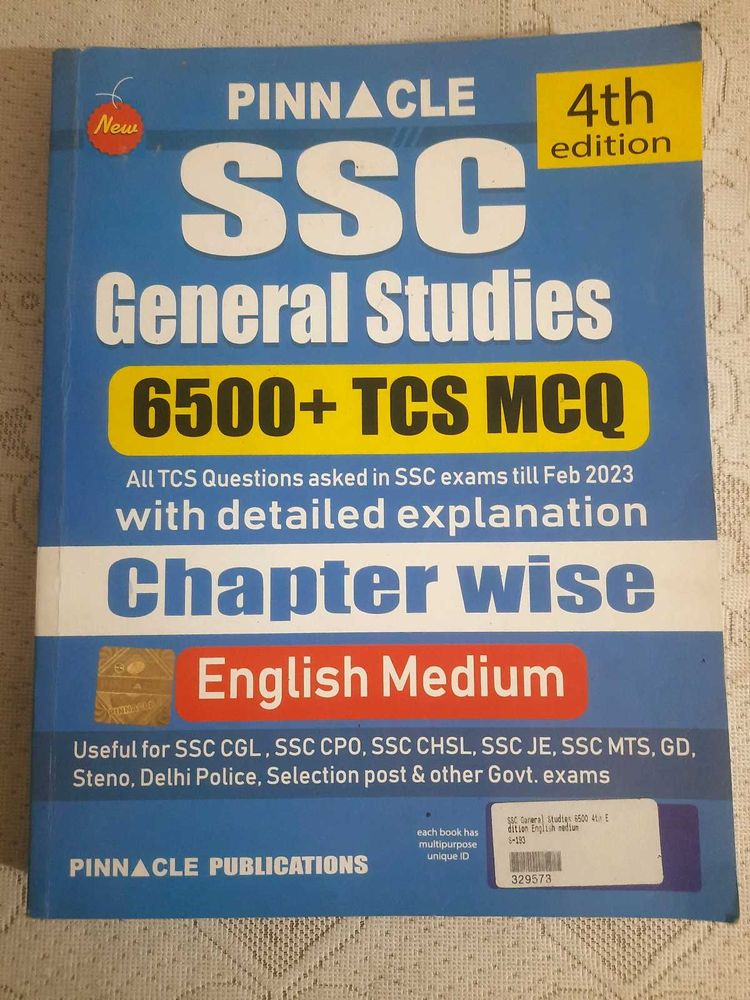 New
PINNACLE
4th
edition
SSC
General Studies
6500+ TCS MCQ
All TCS Questions asked in SSC exams till Feb 2023
with detailed explanation
Chapter wise
PINNACLE
English Medium
Useful for SSC CGL , SSC CPO, SSC CHSL, SSC JE, SSC MTS, GD,
Steno, Delhi Police, Selection post & other Govt. exams
each book has
multipurpose
unique ID
SSC General Studies 6500 4th E
dition English medium
S-193
329573
PINNACLE PUBLICATIONS